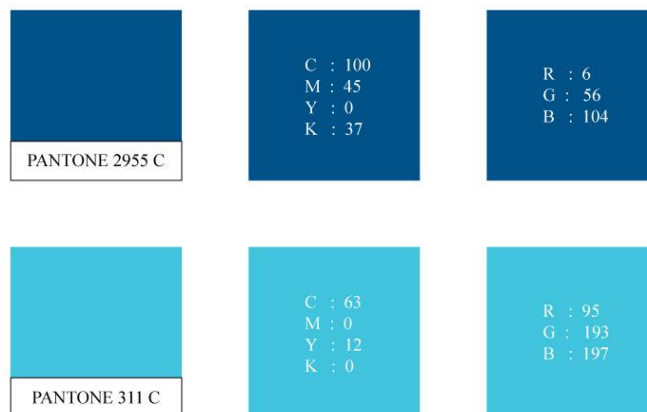 C : 100
M : 45
Y : 0
K : 37
R : 6
G : 56
B : 104
PANTONE 2955 C
C : 63
M : 0
Y : 12
K : 0
R : 95
G : 193
B : 197
PANTONE 311 C